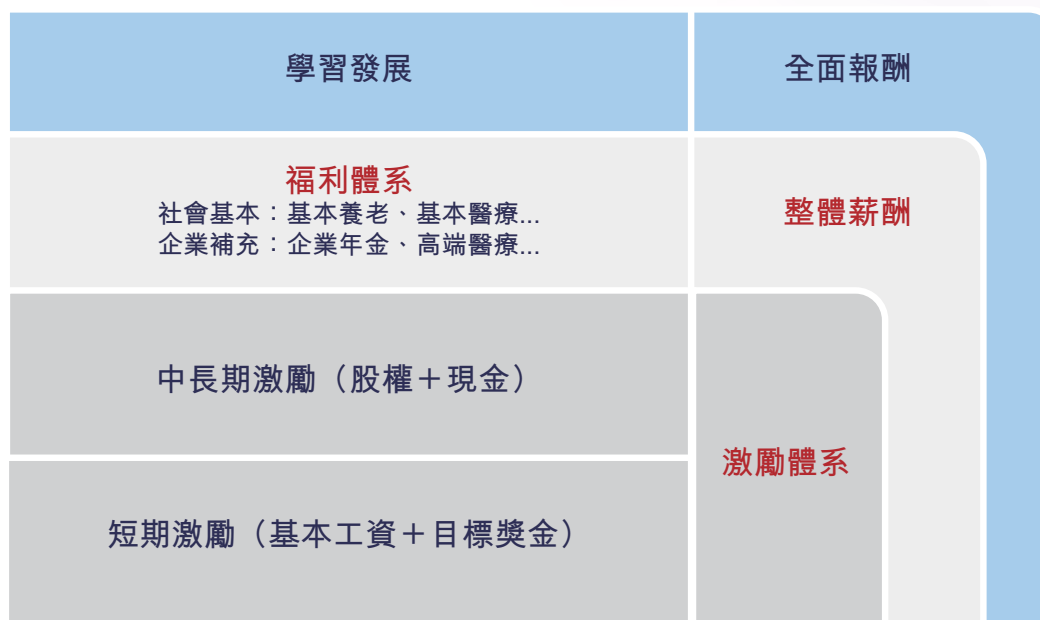 學習發展
全面報酬
福利體系
社會基本：基本養老、基本醫療...
企業補充：企業年金、高端醫療...
整體薪酬
中長期激勵（股權＋現金）
激勵體系
短期激勵（基本工資＋目標獎金）